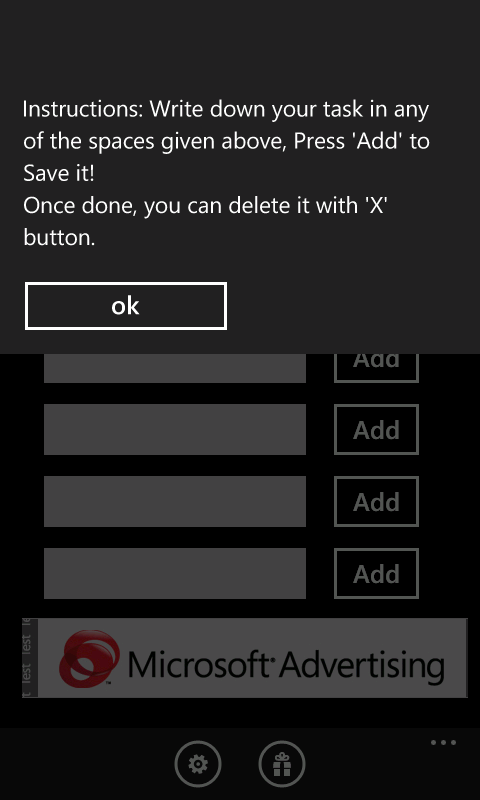 Instructions: Write down your task in any
of the spaces given above, Press 'Add' to
Save it!
Once done, you can delete it with 'X'
button.
ok
Add
Add
Add
Add
Test Test
Microsoft Advertising